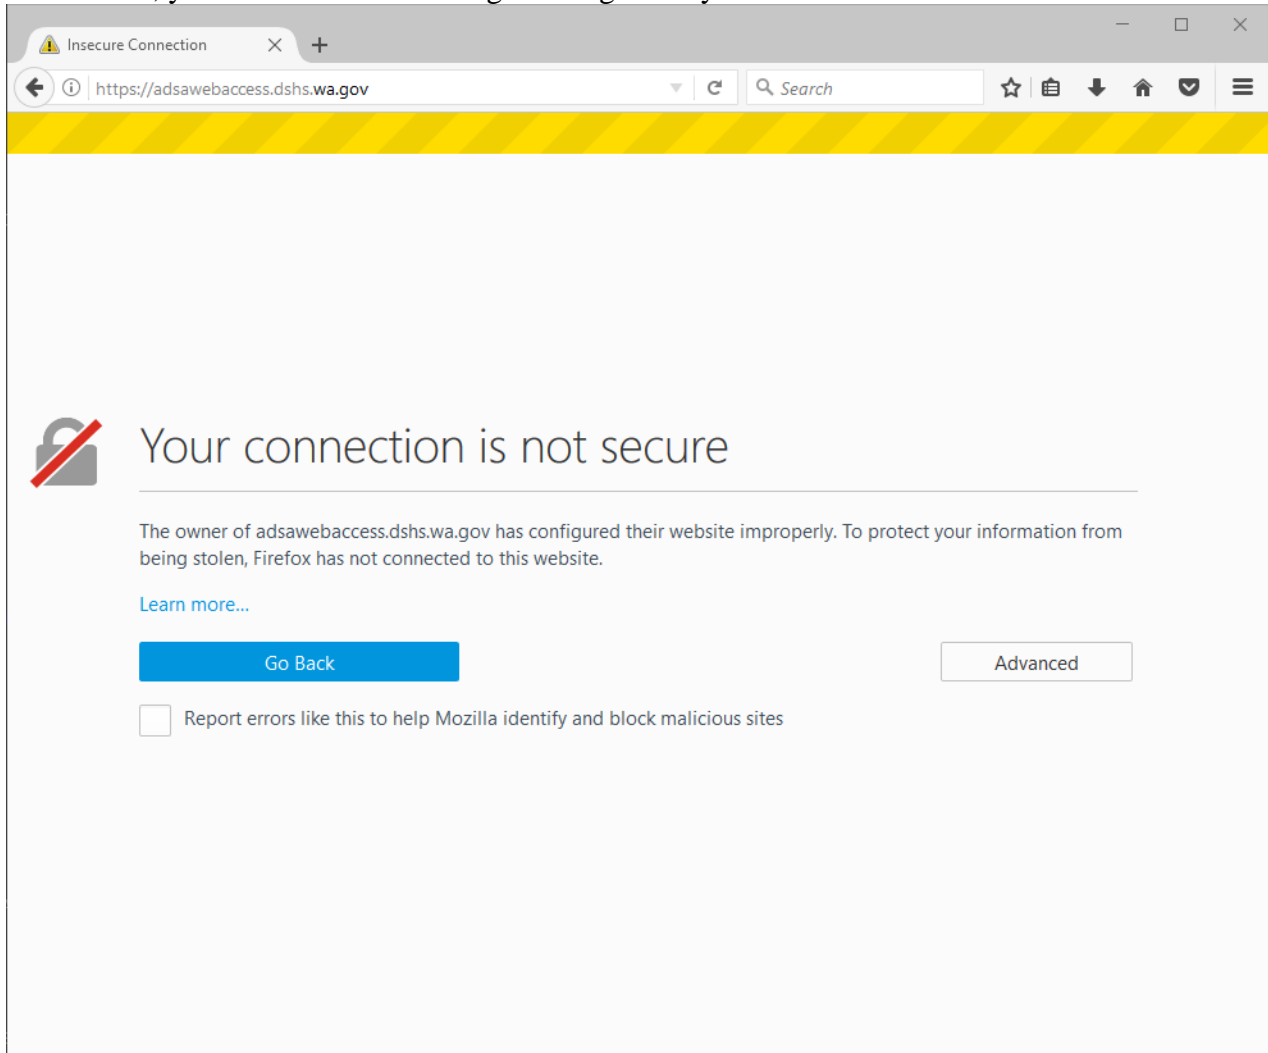 Insecure Connection
https://adsawebaccess.dshs.wa.gov
Search
Your connection is not secure
The owner of adsawebaccess.dshs.wa.gov has configured their website improperly. To protect your information from
being stolen, Firefox has not connected to this website.
Learn more...
Go Back
Advanced
Report errors like this to help Mozilla identify and block malicious sites